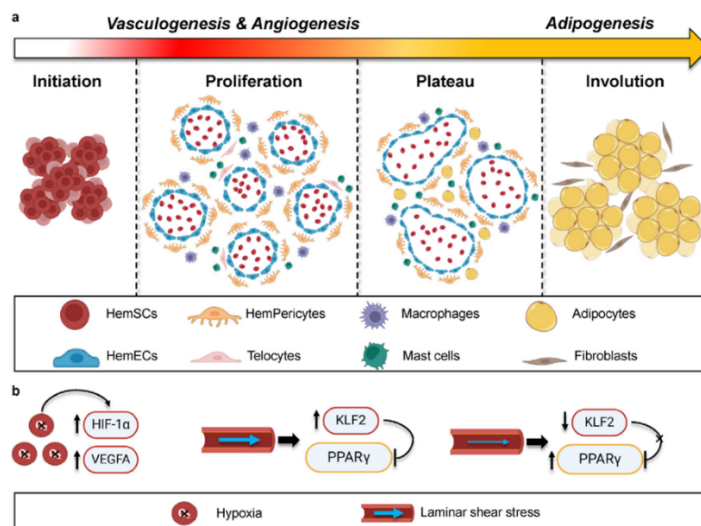 a
Vasculogenesis & Angiogenesis Adipogenesis
Initiation Proliferation Plateau Involution
HemSCs HemPericytes Macrophages Adipocytes
HemECs Telocytes Mast cells Fibroblasts
b
HIF-1α
VEGFA
KLF2
PPARγ
KLF2
PPARγ
Hypoxia Laminar shear stress